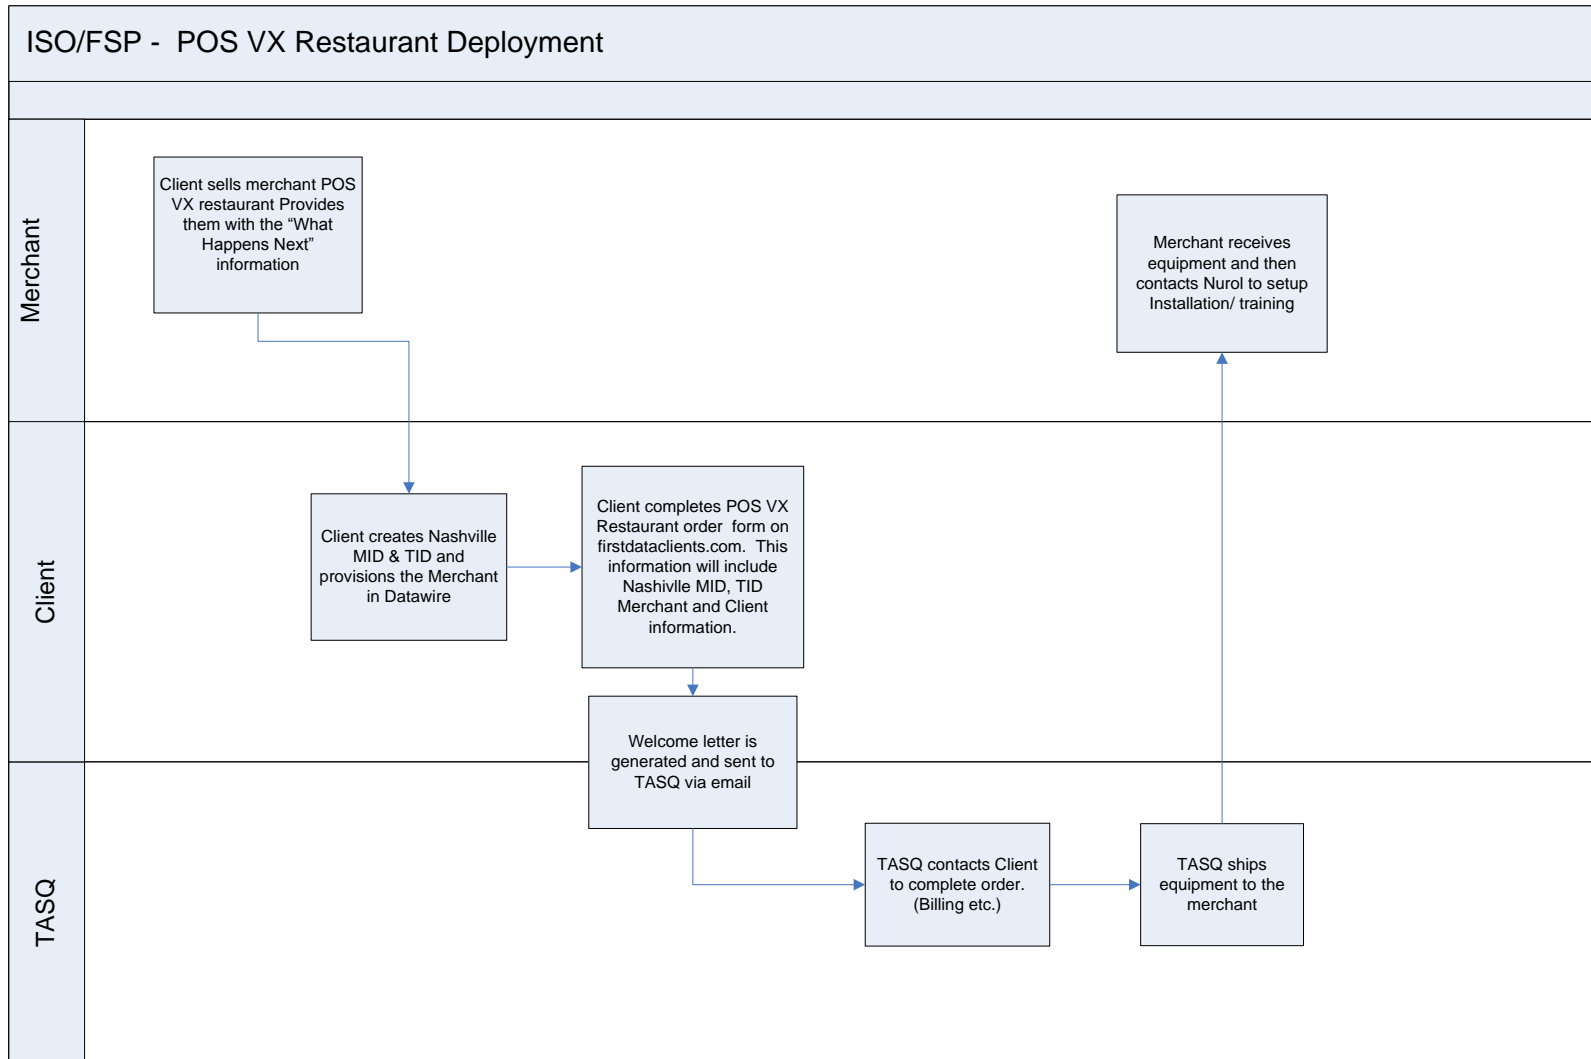 ISO/FSP -  POS VX Restaurant Deployment
Merchant
Client sells merchant POS
VX restaurant Provides
them with the “What
Happens Next”
information
Merchant receives
equipment and then
contacts Nurol to setup
Installation/ training
Client
Client creates Nashville
MID & TID and
provisions the Merchant
in Datawire
Client completes POS VX
Restaurant order  form on
firstdataclients.com.  This
information will include
Nashivlle MID, TID
Merchant and Client
information.
Welcome letter is
generated and sent to
TASQ via email
TASQ
TASQ contacts Client
to complete order.
(Billing etc.)
TASQ ships
equipment to the
merchant